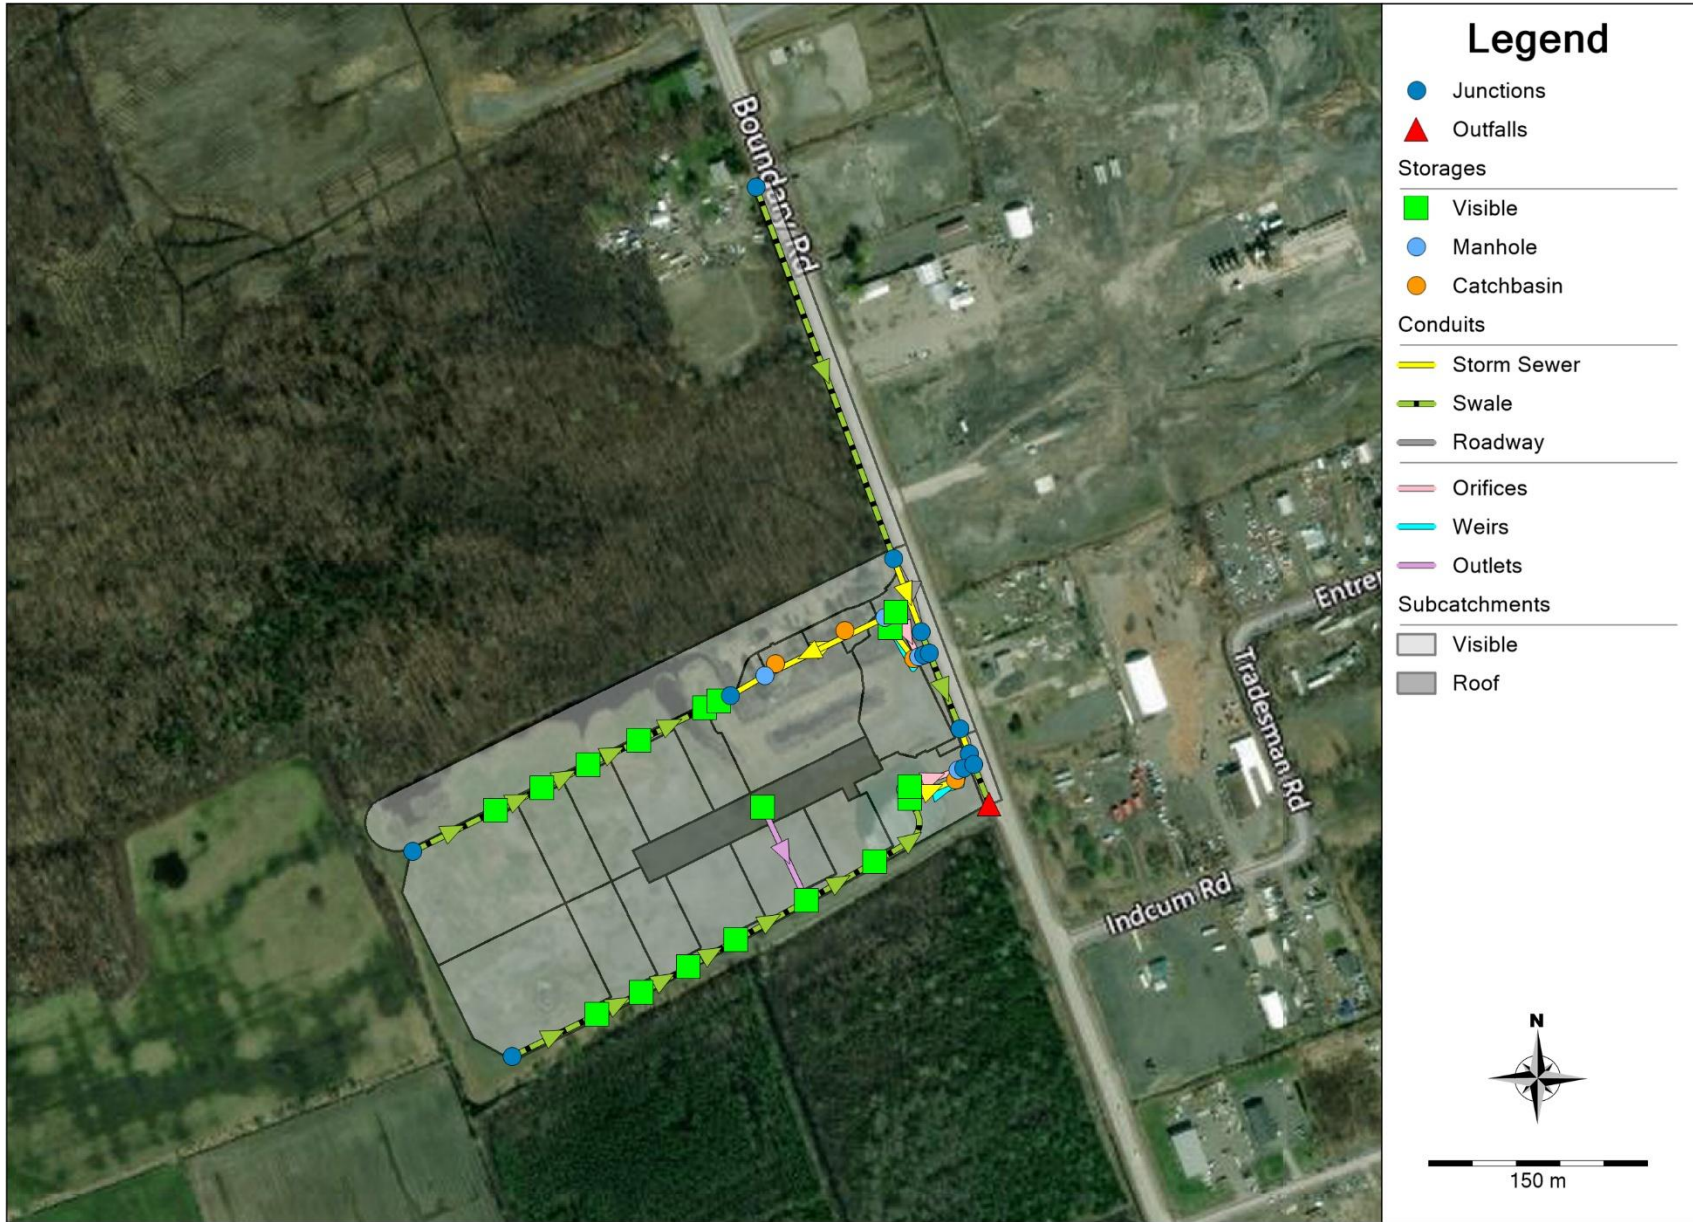 Legend
Junctions
Outfalls
Storages
Visible
Manhole
Catchbasin
Conduits
Storm Sewer
Swale
Roadway
Orifices
Weirs
Outlets
Subcatchments
Visible
Roof
Boundary Rd
Entrer
Tradesman Rd
Indcum Rd
N
150 m